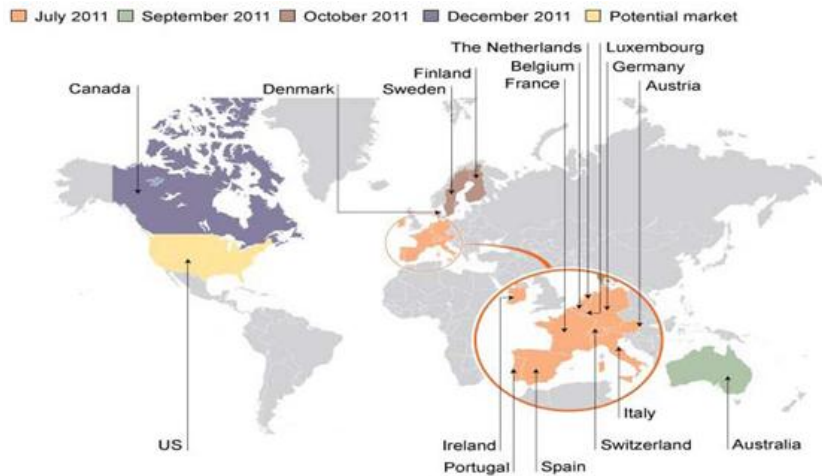 July 2011 September 2011 October 2011 December 2011 Potential market
The Netherlands Luxembourg
Belgium Germany
Finland France Austria
Canada Denmark Sweden
Italy
US Ireland Switzerland Australia
Portugal Spain